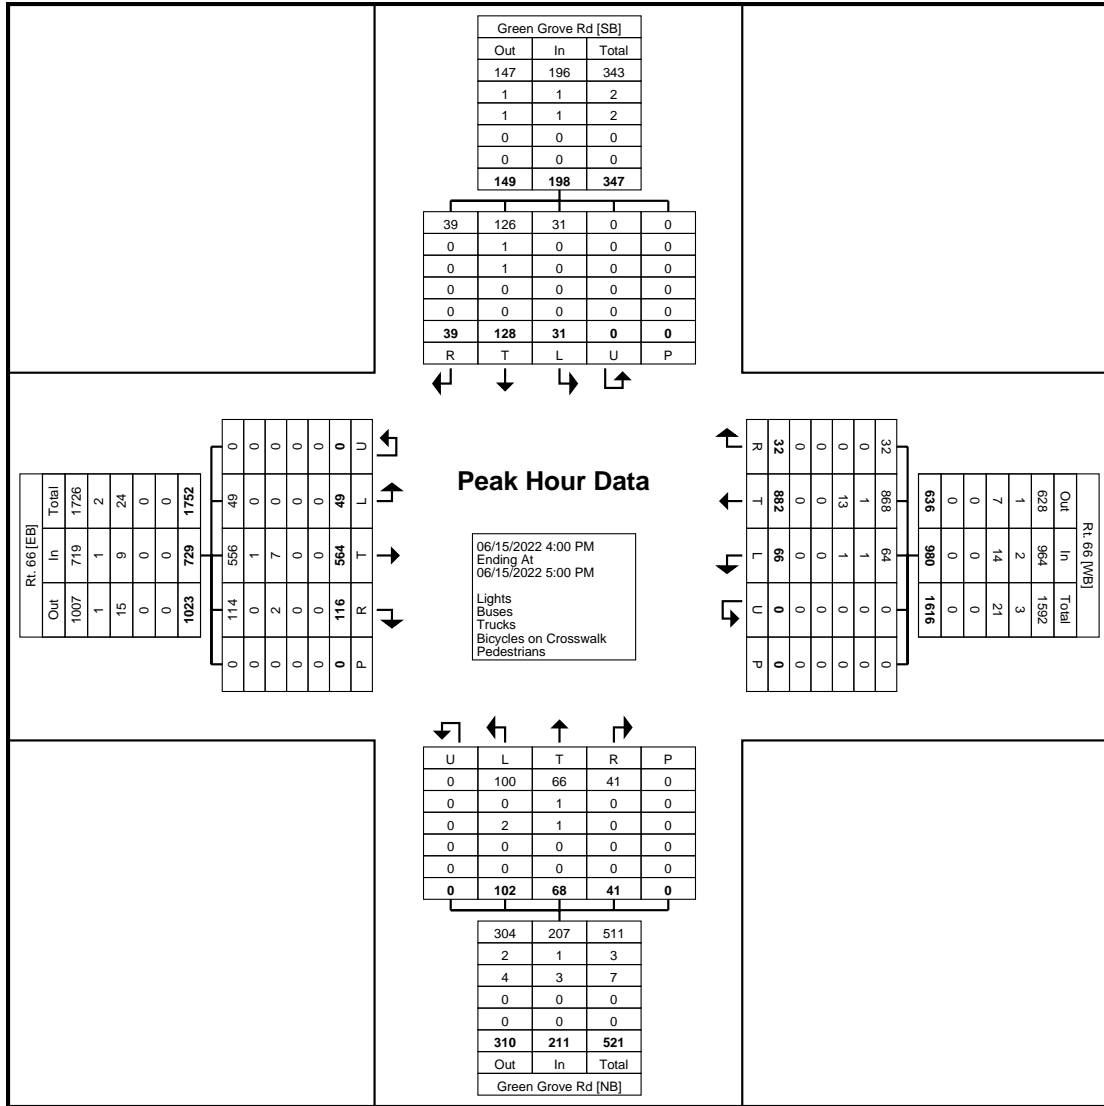 Green Grove Rd [SB]
Out In Total
147 196 343
1 1 2
1 1 2
0 0 0
0 0 0
149 198 347
39 126 31 0 0
0 1 0 0 0
0 1 0 0 0
0 0 0 0 0
0 0 0 0 0
39 128 31 0 0
R T L U P
Rt. 66 [EB]
Total In Out
1726 719 1007
2 1 1
24 9 15
0 0 0
0 0 0
1752 729 1023
0 49 556 114 0
0 0 1 0 0
0 0 7 2 0
0 0 0 0 0
0 0 0 0 0
0 49 564 116 0
U L T R P
Peak Hour Data
06/15/2022 4:00 PM
Ending At
06/15/2022 5:00 PM
Lights
Buses
Trucks
Bicycles on Crosswalk
Pedestrians
Rt. 66 [WB]
Out In Total
628 964 1592
1 2 3
7 14 21
0 0 0
0 0 0
636 980 1616
32 868 64 0 0
0 1 1 0 0
0 13 1 0 0
0 0 0 0 0
0 0 0 0 0
32 882 66 0 0
R T L U P
U L T R P
0 100 66 41 0
0 0 1 0 0
0 2 1 0 0
0 0 0 0 0
0 0 0 0 0
0 102 68 41 0
304 207 511
2 1 3
4 3 7
0 0 0
0 0 0
310 211 521
Out In Total
Green Grove Rd [NB]